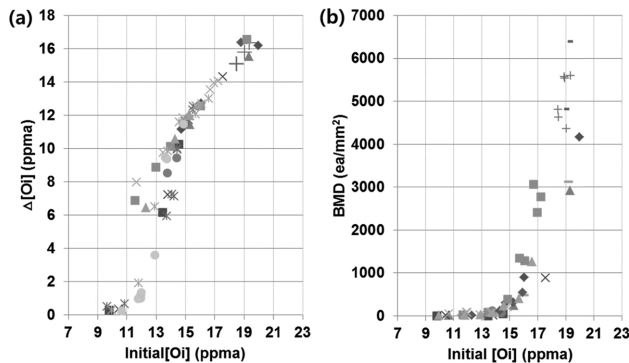 (a)
18
16
14
12
10
8
6
4
2
0
Δ[Oi] (ppma)
7 9 11 13 15 17 19 21
Initial[Oi] (ppma)
(b)
7000
6000
5000
4000
3000
2000
1000
0
BMD (ea/mm²)
7 9 11 13 15 17 19 21 23
Initial [Oi] (ppma)